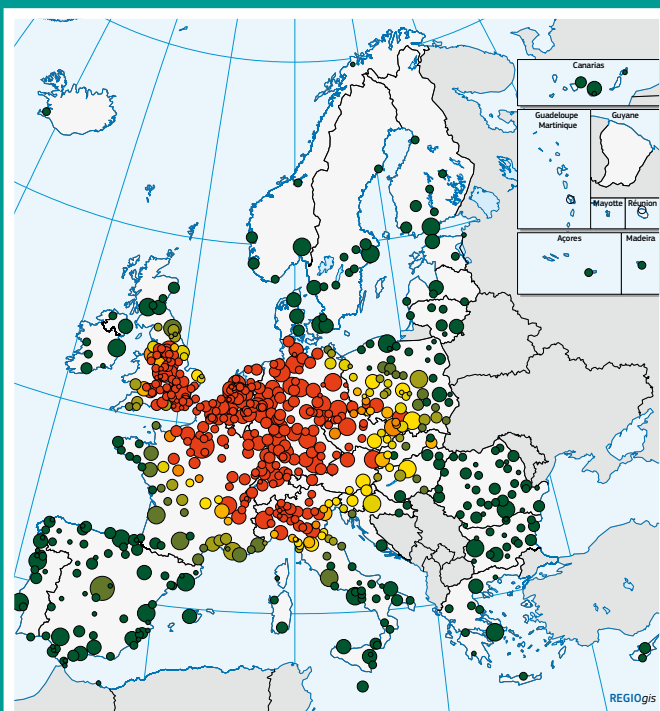 Canarias
Guadeloupe
Martinique
Guyane
Mayotte
Réunion
Açores
Madeira
REGIOgis